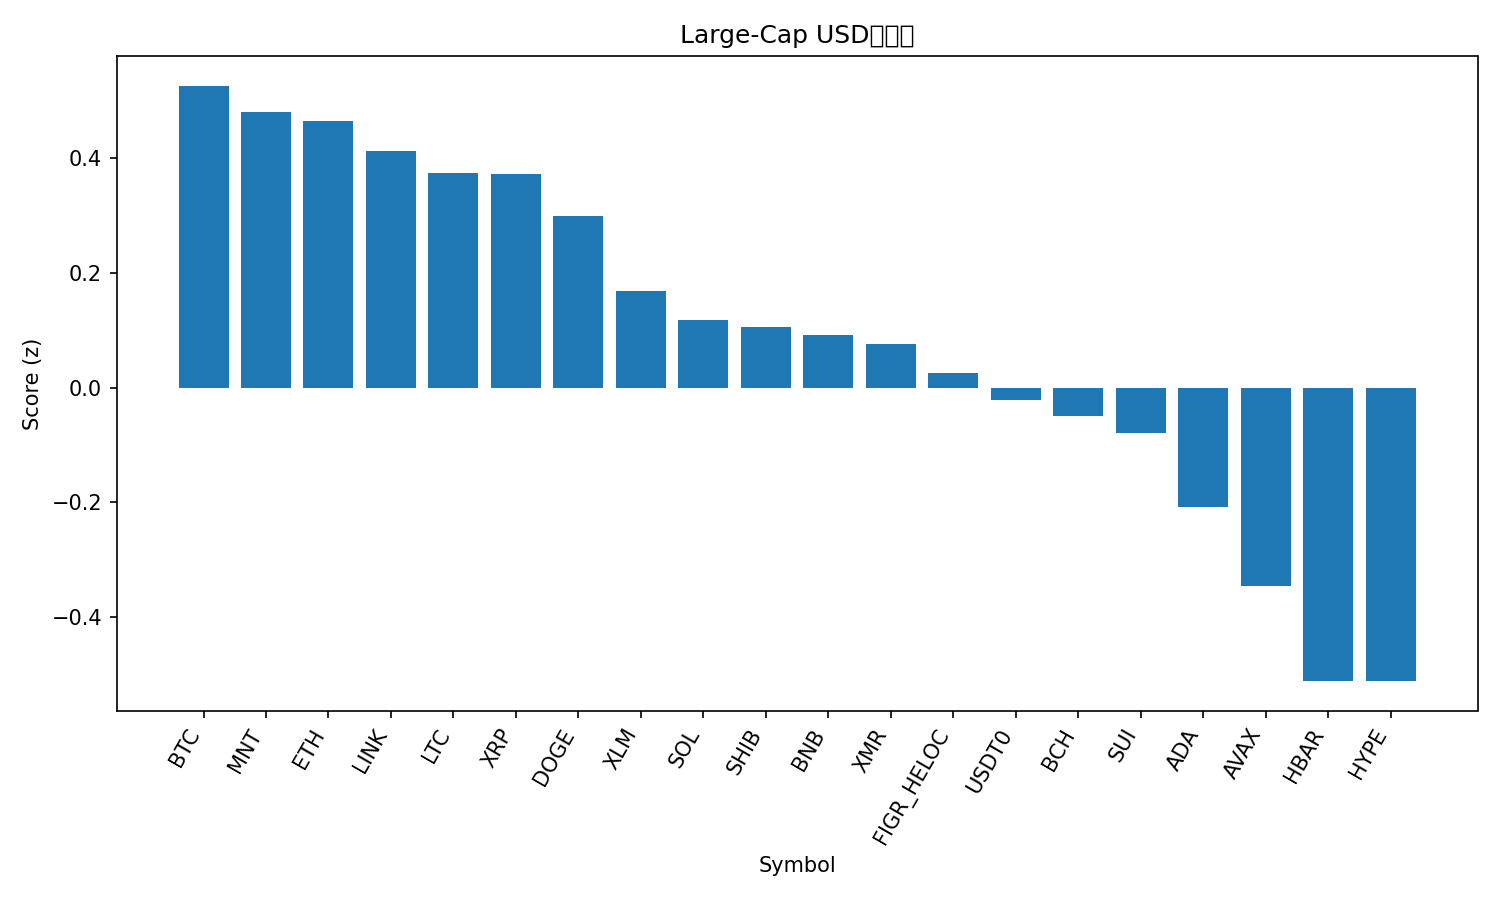 Large-Cap USD
Score (z)
0.4
0.2
0.0
−0.2
−0.4
BTC
MNT
ETH
LINK
LTC
XRP
DOGE
XLM
SOL
SHIB
BNB
XMR
FIGR_HELOC
USDT0
BCH
SUI
ADA
AVAX
HBAR
HYPE
Symbol